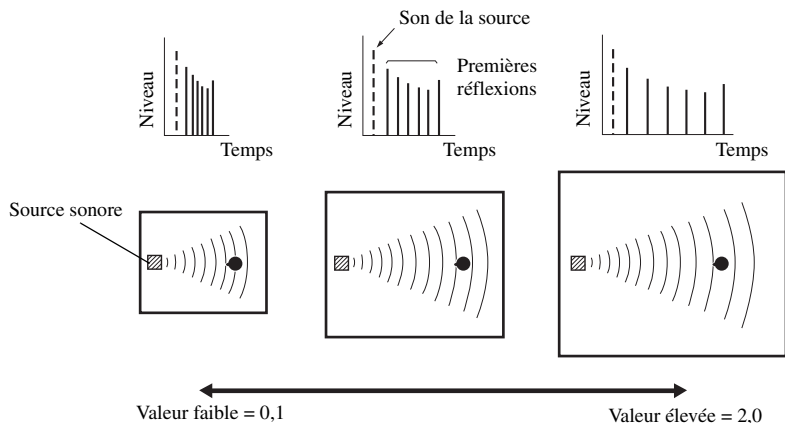 Son de la source
Niveau
Temps
Niveau
Premières
réflexions
Temps
Niveau
Temps
Source sonore
Valeur faible = 0,1
Valeur élevée = 2,0